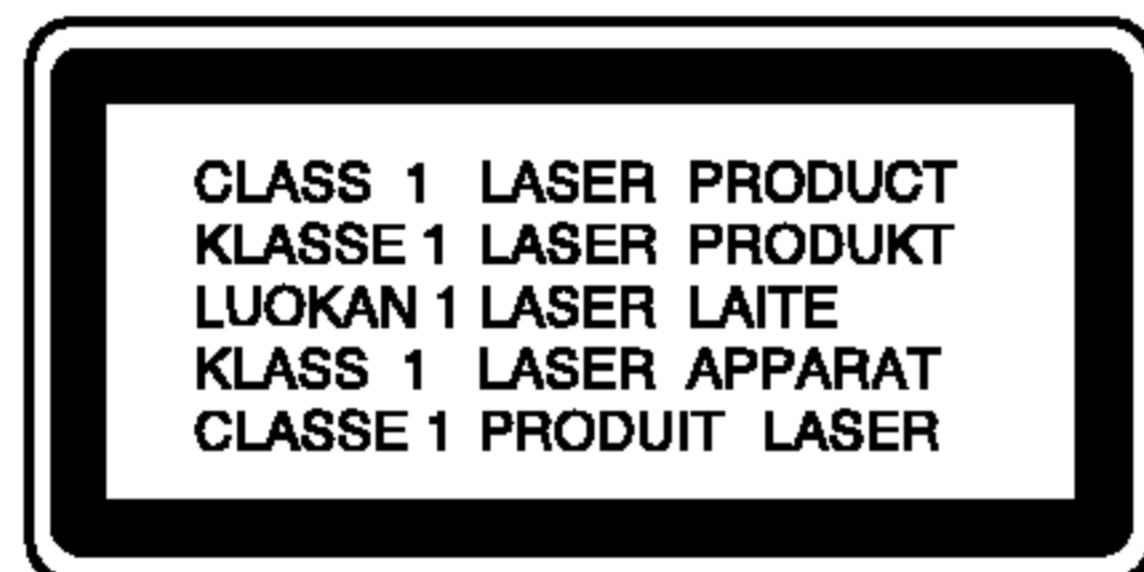 CLASS 1 LASER PRODUCT
KLASSE 1 LASER PRODUKT
LUOKAN 1 LASER LAITE
KLASS 1 LASER APPARAT
CLASSE 1 PRODUIT LASER